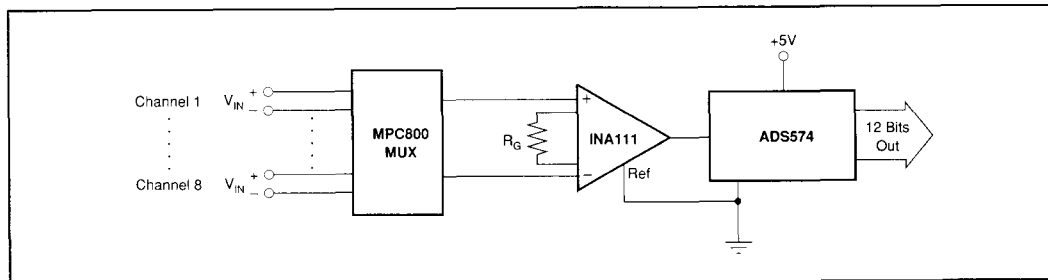 +5V
Channel 1
V_IN
+
–
MPC800
MUX
+
R_G
INA111
–
Ref
ADS574
12 Bits
Out
Channel 8
V_IN
+
–